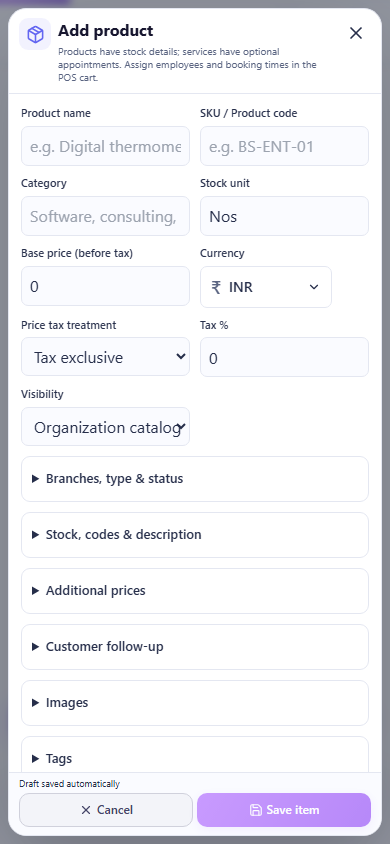 Add product
Products have stock details; services have optional
appointments. Assign employees and booking times in the
POS cart.
Product name
SKU / Product code
e.g. Digital thermome
e.g. BS-ENT-01
Category
Stock unit
Software, consulting,
Nos
Base price (before tax)
Currency
0
₹ INR
Price tax treatment
Tax %
Tax exclusive
0
Visibility
Organization catalog
Branches, type & status
Stock, codes & description
Additional prices
Customer follow-up
Images
Tags
Draft saved automatically
Cancel
Save item